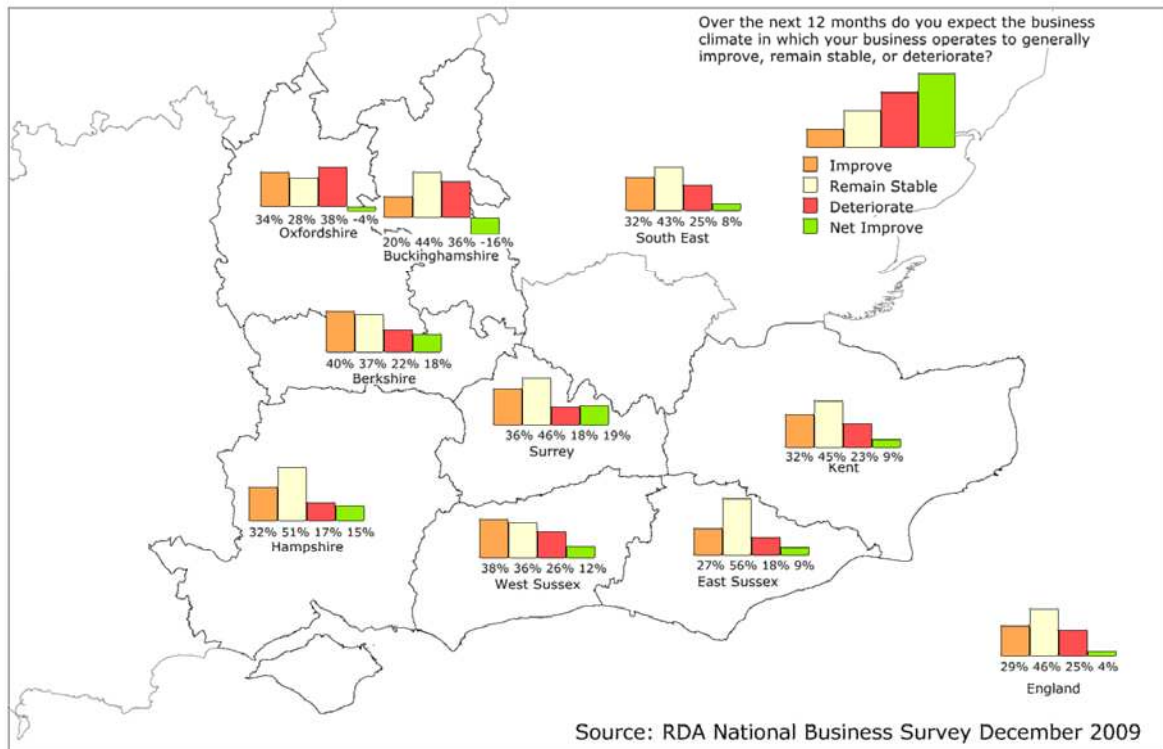 Over the next 12 months do you expect the business
climate in which your business operates to generally
improve, remain stable, or deteriorate?
Improve
Remain Stable
Deteriorate
Net Improve
34% 28% 38% -4%
Oxfordshire
20% 44% 36% -16%
Buckinghamshire
32% 43% 25% 8%
South East
40% 37% 22% 18%
Berkshire
36% 46% 18% 19%
Surrey
32% 45% 23% 9%
Kent
32% 51% 17% 15%
Hampshire
38% 36% 26% 12%
West Sussex
27% 56% 18% 9%
East Sussex
29% 46% 25% 4%
England
Source: RDA National Business Survey December 2009